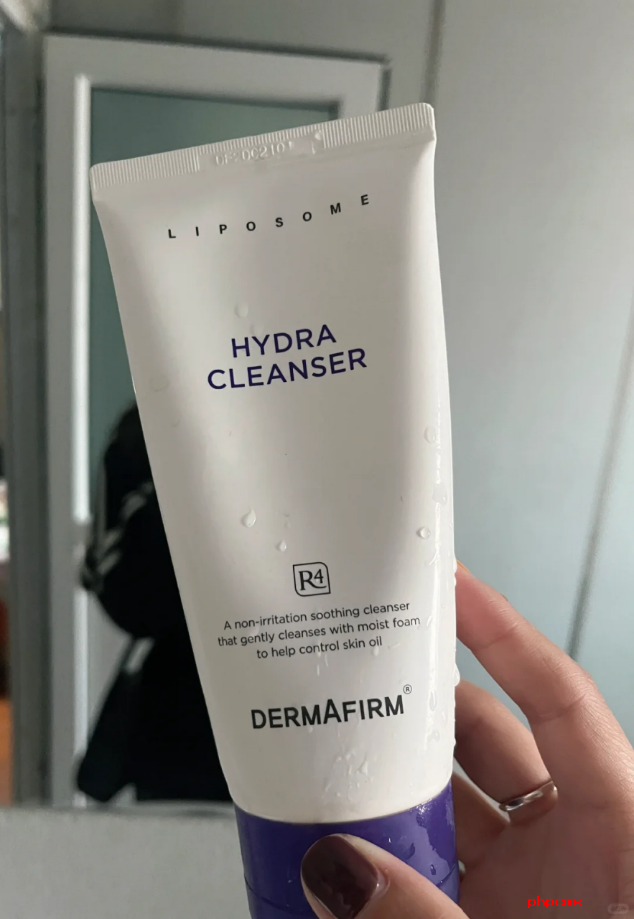 LIPOSOME
HYDRA
CLEANSER
R4
A non-irritation soothing cleanser
that gently cleanses with moist foam
to help control skin oil
DERMAFIRM®